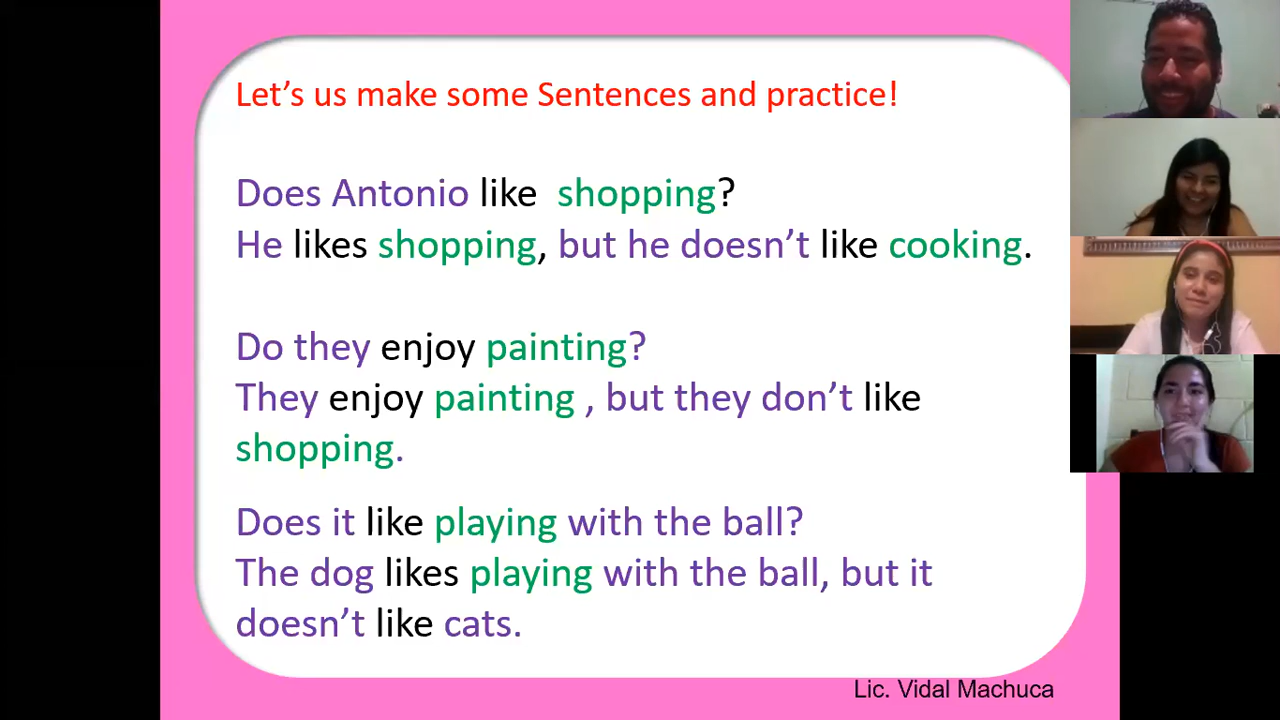 Let’s us make some Sentences and practice!
Does Antonio like shopping?
He likes shopping, but he doesn’t like cooking.
Do they enjoy painting?
They enjoy painting , but they don’t like
shopping.
Does it like playing with the ball?
The dog likes playing with the ball, but it
doesn’t like cats.
Lic. Vidal Machuca